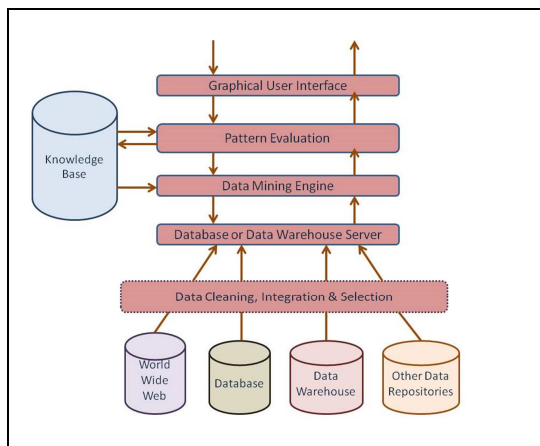 Graphical User Interface
Pattern Evaluation
Knowledge
Base
Data Mining Engine
Database or Data Warehouse Server
Data Cleaning, Integration & Selection
World
Wide
Web
Database
Data
Warehouse
Other Data
Repositories